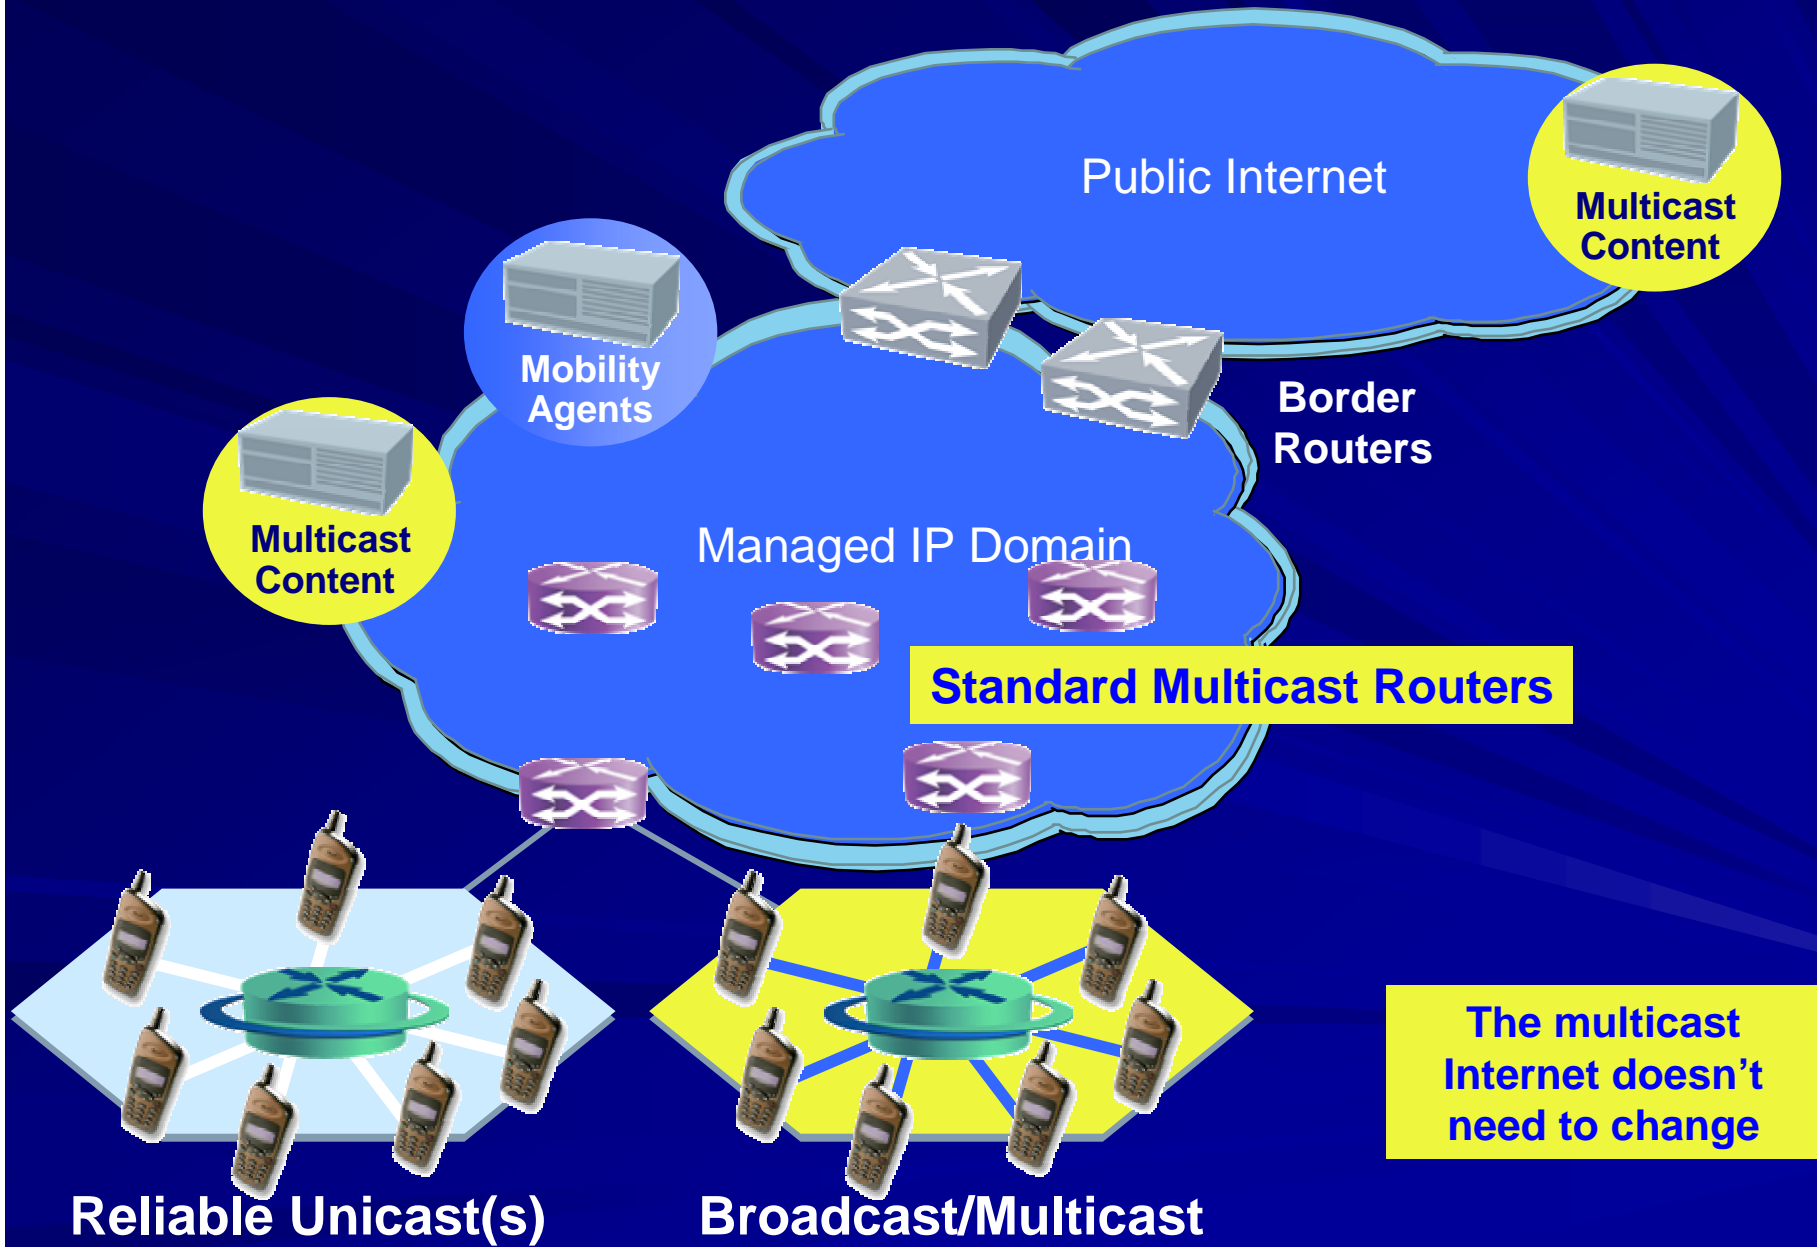 Public Internet
Multicast
Content
Mobility
Agents
Border
Routers
Multicast
Content
Managed IP Domain
Standard Multicast Routers
The multicast
Internet doesn’t
need to change
Reliable Unicast(s)
Broadcast/Multicast